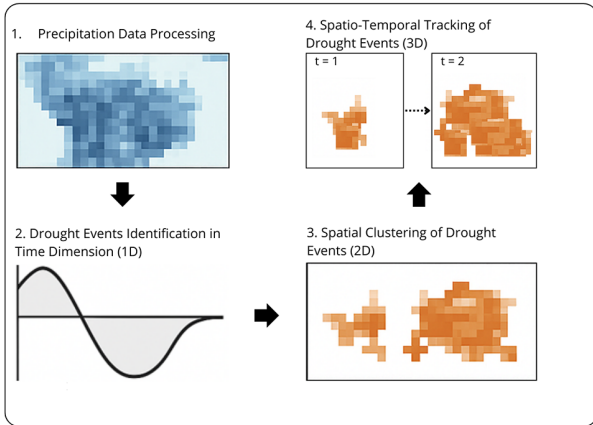 1. Precipitation Data Processing
2. Drought Events Identification in
Time Dimension (1D)
3. Spatial Clustering of Drought
Events (2D)
4. Spatio-Temporal Tracking of
Drought Events (3D)
t = 1
t = 2